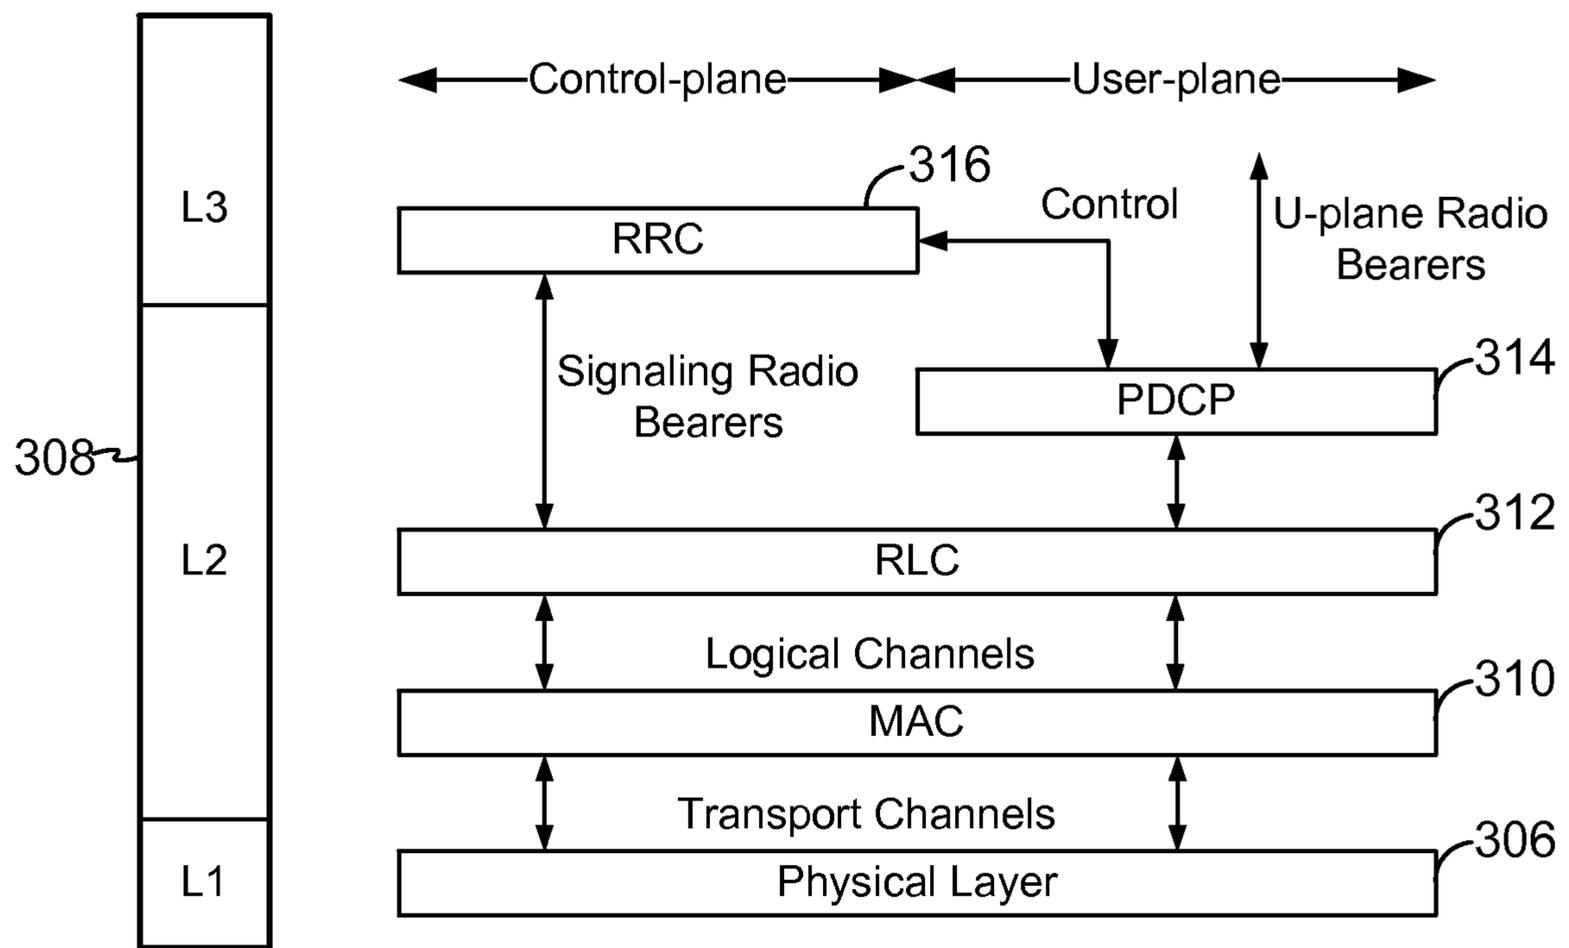 Control-plane
User-plane
316
L3
RRC
Control
U-plane Radio
Bearers
Signaling Radio
Bearers
314
PDCP
308
312
L2
RLC
Logical Channels
310
MAC
Transport Channels
306
L1
Physical Layer